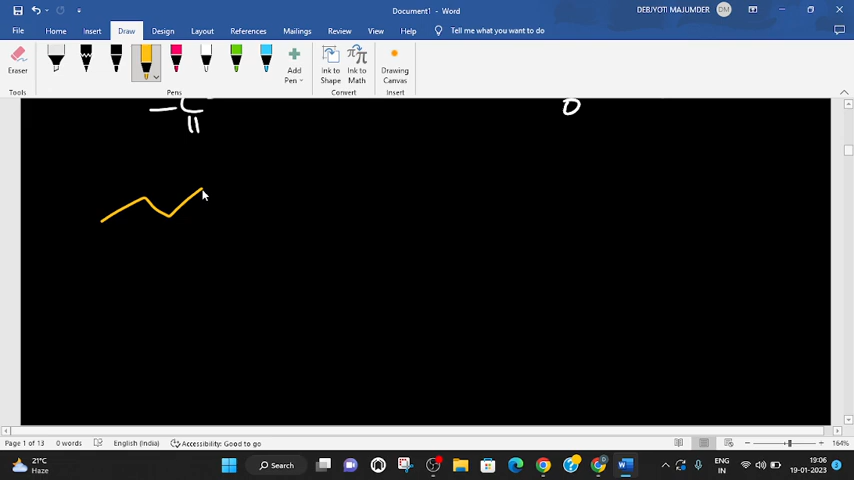 Document1 - Word
DEBJYOTI MAJUMDER DM
File Home Insert Draw Design Layout References Mailings Review View Help Tell me what you want to do
Eraser
Add Pen
Ink to Shape
Ink to Math
Drawing Canvas
Tools Pens Convert Insert
-C
||
O
Page 1 of 13 0 words English (India) Accessibility: Good to go 164%
21°C
Haze
Search
ENG
IN
19:06
19-01-2023
3